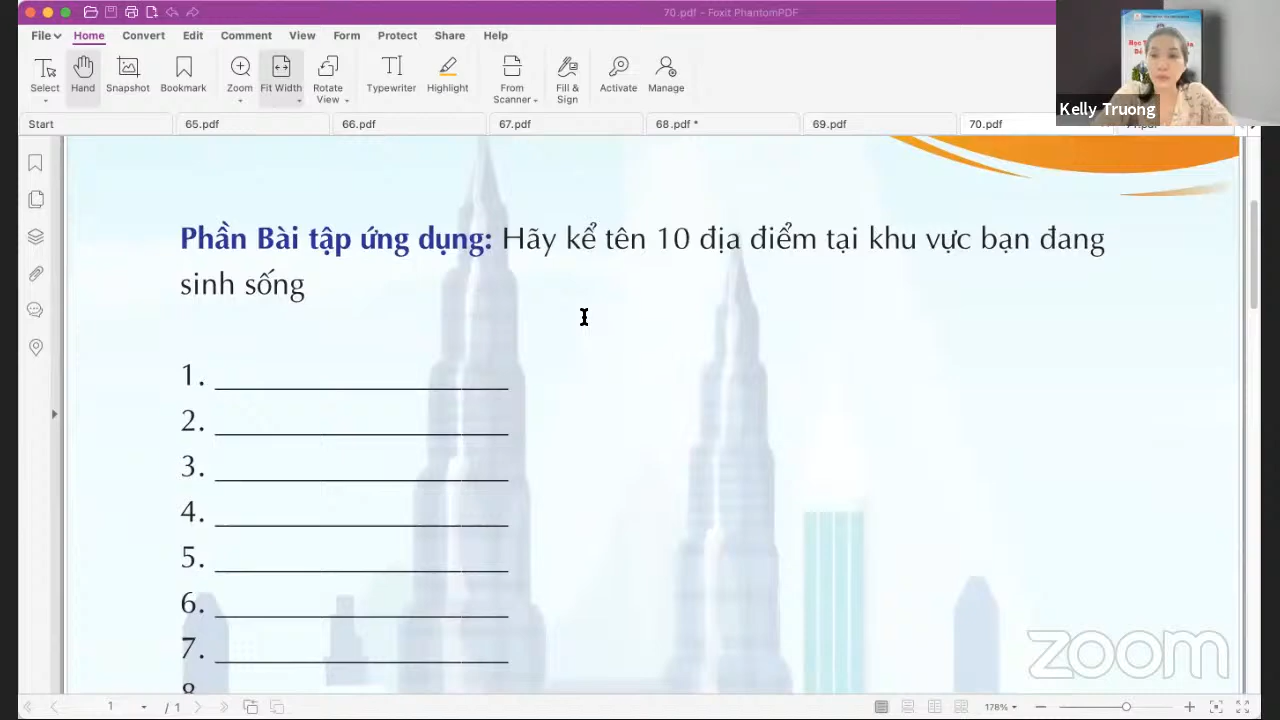 70.pdf - Foxit PhantomPDF
File Home Convert Edit Comment View Form Protect Share Help
Select Hand Snapshot Bookmark Zoom Fit Width Rotate View Typewriter Highlight From Scanner Fill & Sign Activate Manage
Kelly Truong
Start 65.pdf 66.pdf 67.pdf 68.pdf * 69.pdf 70.pdf
Phần Bài tập ứng dụng: Hãy kể tên 10 địa điểm tại khu vực bạn đang
sinh sống
1.
2.
3.
4.
5.
6.
7.
8
zoom
1 / 1 178%